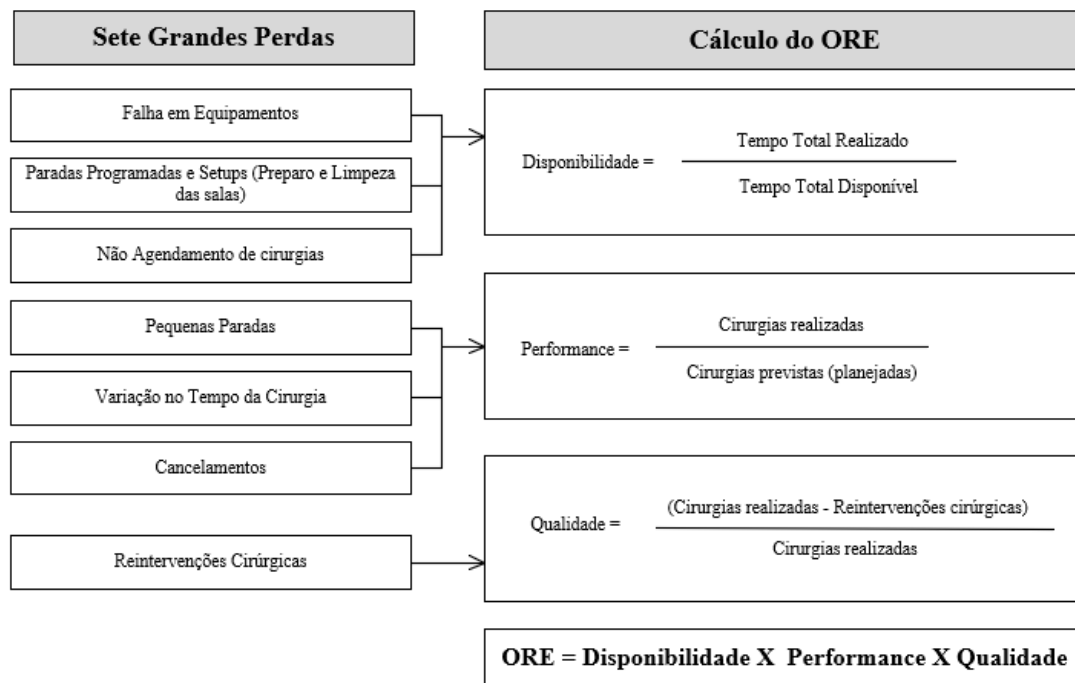 Sete Grandes Perdas
Falha em Equipamentos
Paradas Programadas e Setups (Preparo e Limpeza
das salas)
Não Agendamento de cirurgias
Pequenas Paradas
Variação no Tempo da Cirurgia
Cancelamentos
Reintervenções Cirúrgicas
Cálculo do ORE
Disponibilidade =
Tempo Total Realizado
Tempo Total Disponível
Performance =
Cirurgias realizadas
Cirurgias previstas (planejadas)
Qualidade =
(Cirurgias realizadas - Reintervenções cirúrgicas)
Cirurgias realizadas
ORE = Disponibilidade X Performance X Qualidade